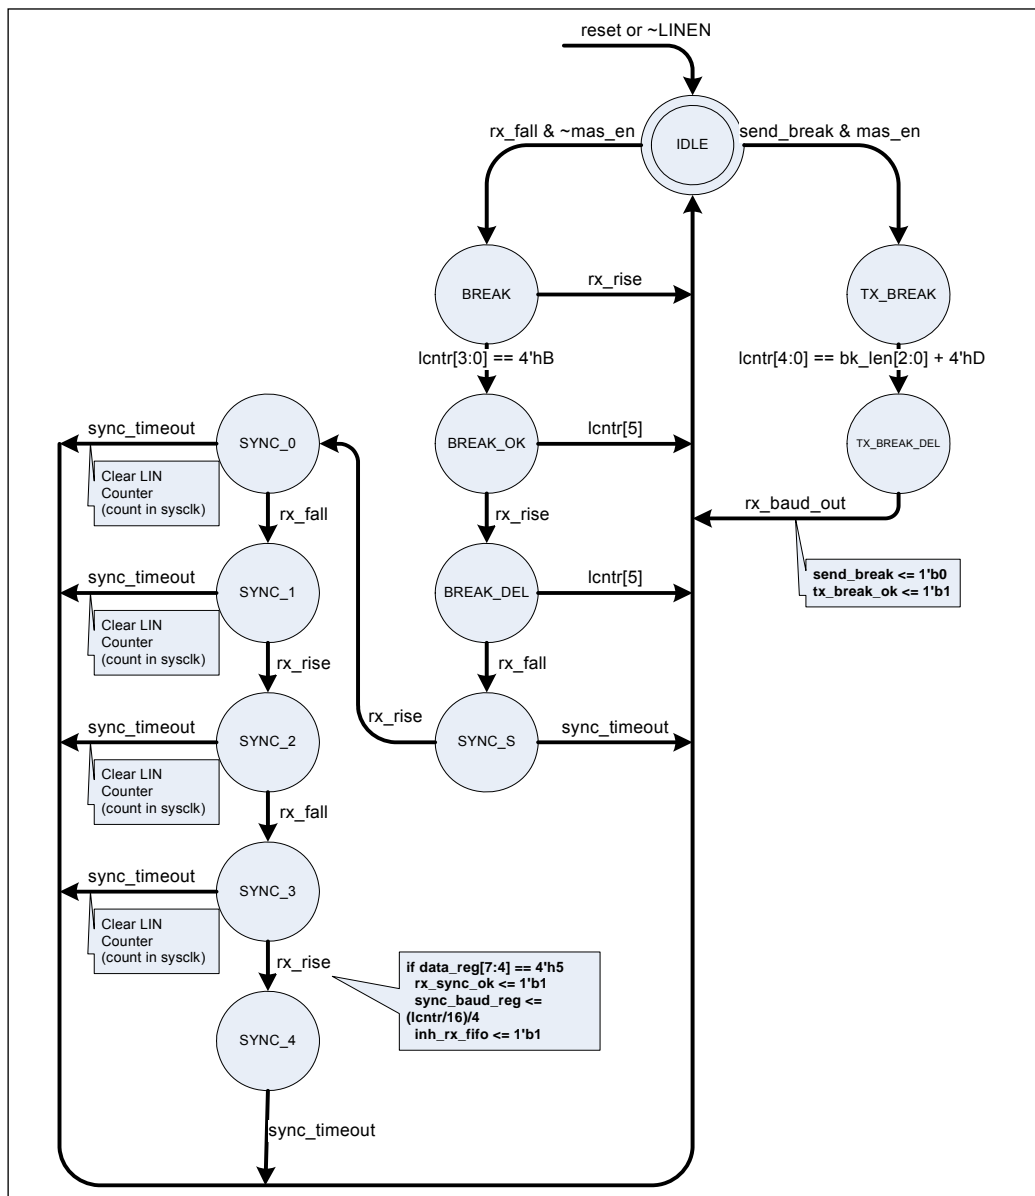 reset or ~LINEN
rx_fall & ~mas_en
IDLE
send_break & mas_en
BREAK
rx_rise
TX_BREAK
lcntr[3:0] == 4'hB
lcntr[4:0] == bk_len[2:0] + 4'hD
sync_timeout
SYNC_0
BREAK_OK
lcntr[5]
TX_BREAK_DEL
Clear LIN
Counter
(count in sysclk)
rx_fall
rx_rise
rx_baud_out
send_break <= 1'b0
tx_break_ok <= 1'b1
sync_timeout
SYNC_1
BREAK_DEL
lcntr[5]
Clear LIN
Counter
(count in sysclk)
rx_rise
rx_fall
sync_timeout
SYNC_2
rx_rise
SYNC_S
sync_timeout
Clear LIN
Counter
(count in sysclk)
rx_fall
sync_timeout
SYNC_3
Clear LIN
Counter
(count in sysclk)
rx_rise
if data_reg[7:4] == 4'h5
rx_sync_ok <= 1'b1
sync_baud_reg <=
(lcntr/16)/4
inh_rx_fifo <= 1'b1
SYNC_4
sync_timeout